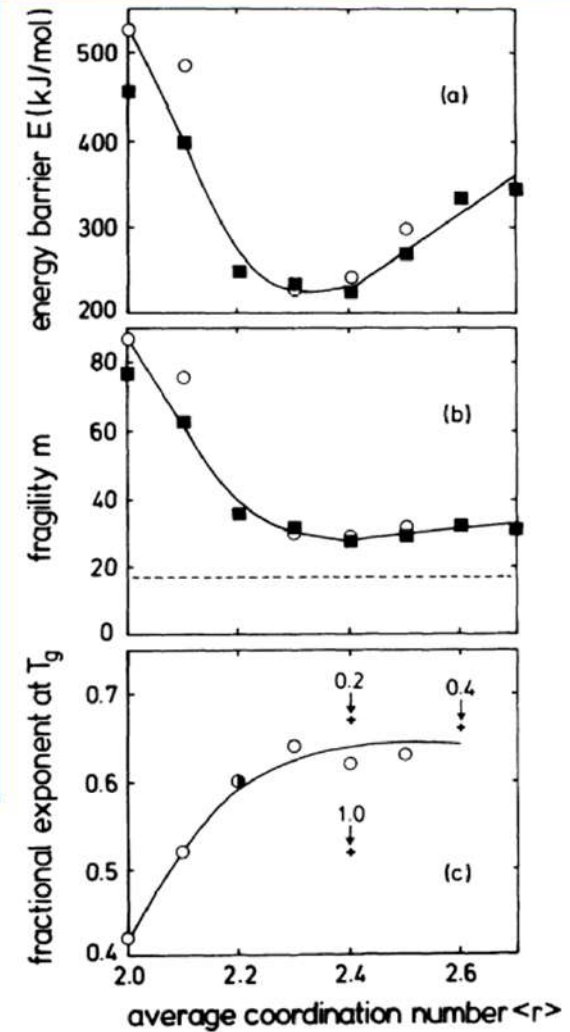 energy barrier E(kJ/mol)
500
400
300
200
(a)
fragility m
80
60
40
20
0
(b)
fractional exponent at Tg
0.7
0.6
0.5
0.4
0.2
0.4
1.0
(c)
2.0 2.2 2.4 2.6
average coordination number <r>